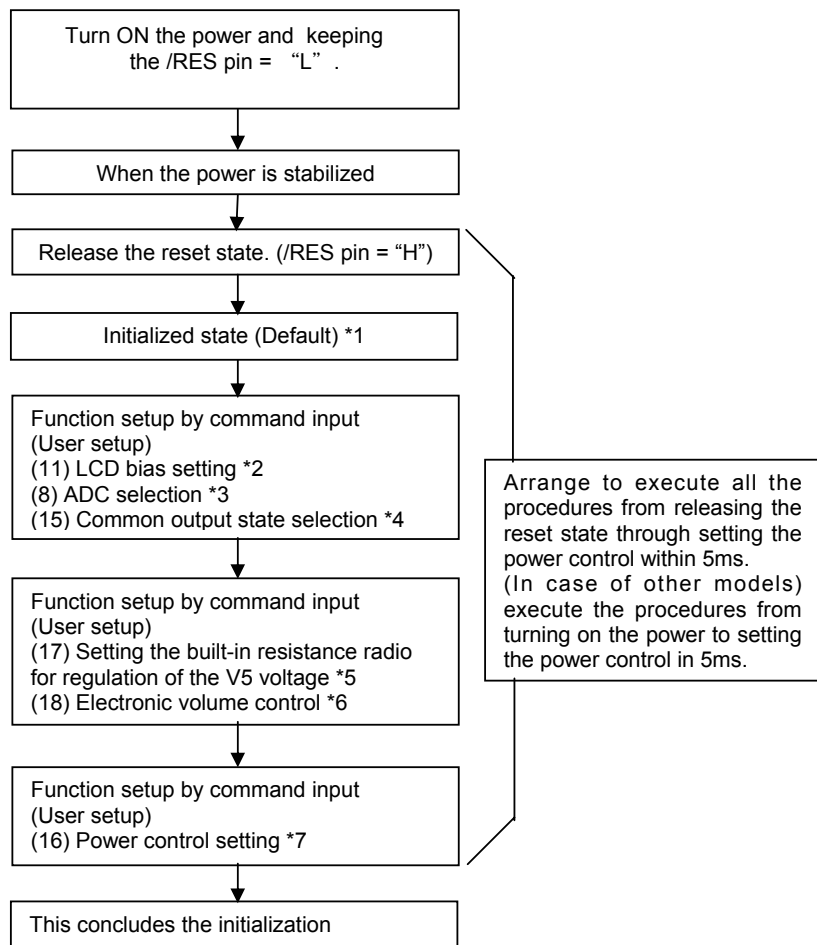 Turn ON the power and keeping
the /RES pin = “L” .
When the power is stabilized
Release the reset state. (/RES pin = “H”)
Initialized state (Default) *1
Function setup by command input
(User setup)
(11) LCD bias setting *2
(8) ADC selection *3
(15) Common output state selection *4
Function setup by command input
(User setup)
(17) Setting the built-in resistance radio
for regulation of the V5 voltage *5
(18) Electronic volume control *6
Function setup by command input
(User setup)
(16) Power control setting *7
This concludes the initialization
Arrange to execute all the
procedures from releasing the
reset state through setting the
power control within 5ms.
(In case of other models)
execute the procedures from
turning on the power to setting
the power control in 5ms.